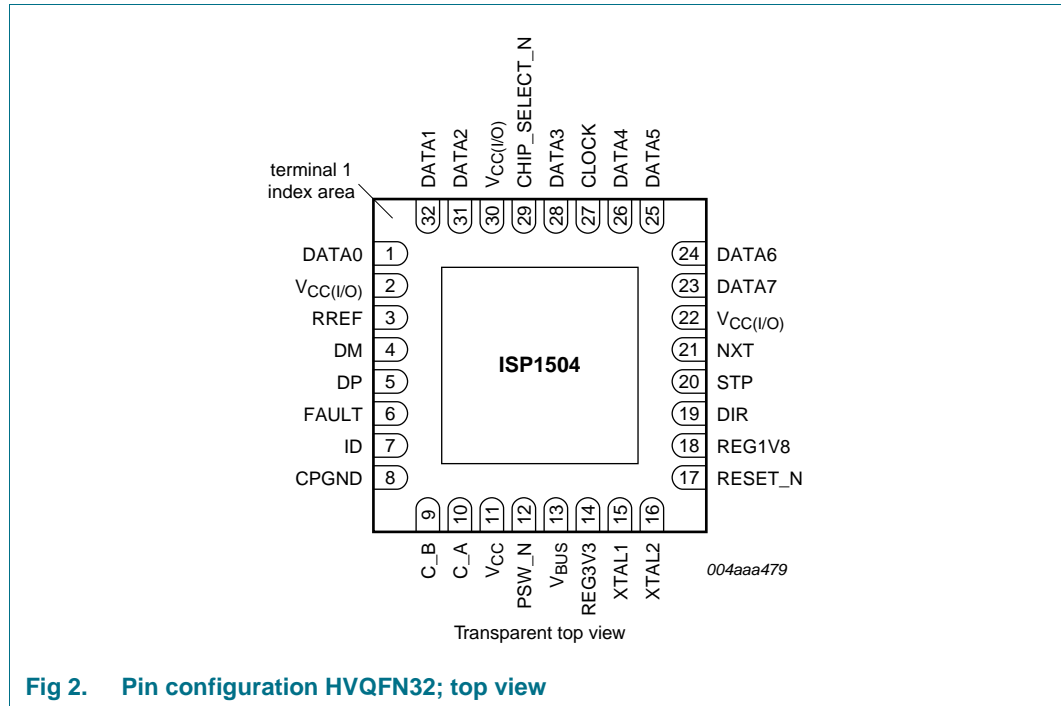 DATA1
DATA2
VCC(I/O)
CHIP_SELECT_N
DATA3
CLOCK
DATA4
DATA5
terminal 1
index area
32
31
30
29
28
27
26
25
DATA0 1
VCC(I/O) 2
RREF 3
DM 4
DP 5
FAULT 6
ID 7
CPGND 8
ISP1504
24 DATA6
23 DATA7
22 VCC(I/O)
21 NXT
20 STP
19 DIR
18 REG1V8
17 RESET_N
9
10
11
12
13
14
15
16
C_B
C_A
VCC
PSW_N
VBUS
REG3V3
XTAL1
XTAL2
004aaa479
Transparent top view
Fig 2. Pin configuration HVQFN32; top view